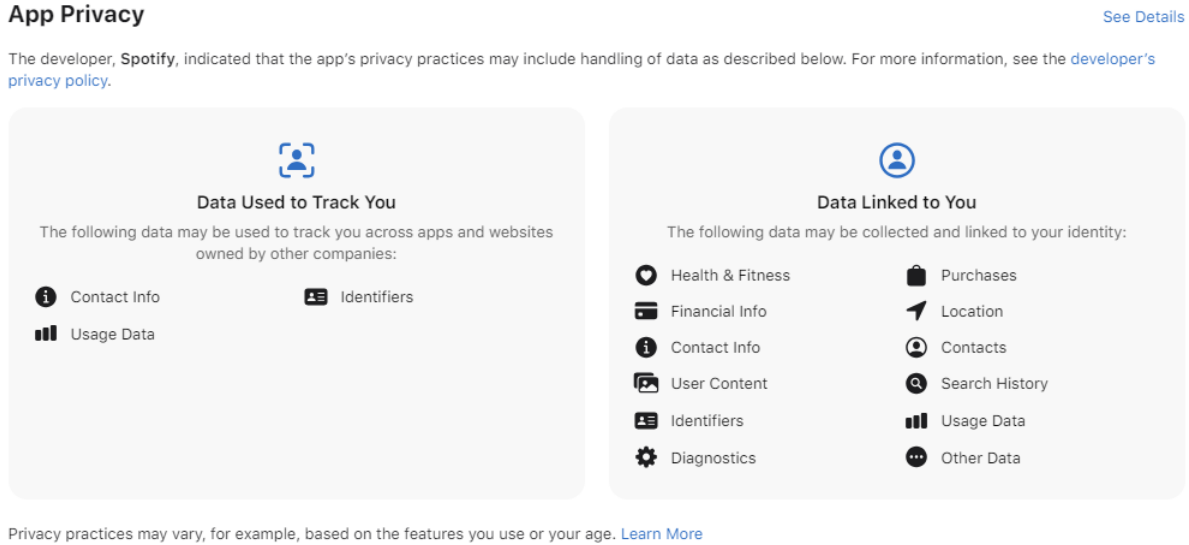 App Privacy
See Details
The developer, Spotify, indicated that the app's privacy practices may include handling of data as described below. For more information, see the developer's
privacy policy.
Data Used to Track You
The following data may be used to track you across apps and websites
owned by other companies:
Contact Info
Identifiers
Usage Data
Data Linked to You
The following data may be collected and linked to your identity:
Health & Fitness
Purchases
Financial Info
Location
Contact Info
Contacts
User Content
Search History
Identifiers
Usage Data
Diagnostics
Other Data
Privacy practices may vary, for example, based on the features you use or your age. Learn More